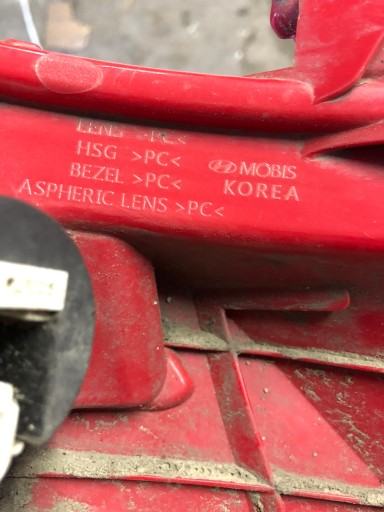 LENS >PC<
HSG >PC<
BEZEL >PC<
ASPHERIC LENS >PC<
MOBIS
KOREA